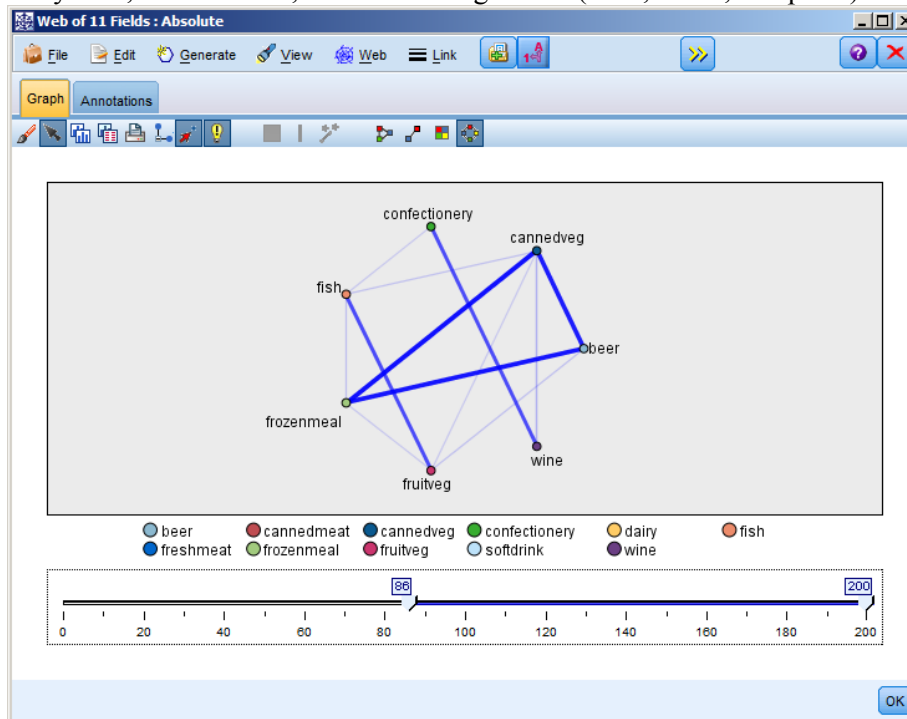 Web of 11 Fields : Absolute
File Edit Generate View Web Link
Graph Annotations
confectionery
cannedveg
fish
beer
frozenmeal
wine
fruitveg
beer cannedmeat cannedveg confectionery dairy fish
freshmeat frozenmeal fruitveg softdrink wine
86 200
0 20 40 60 80 100 120 140 160 180 200
OK